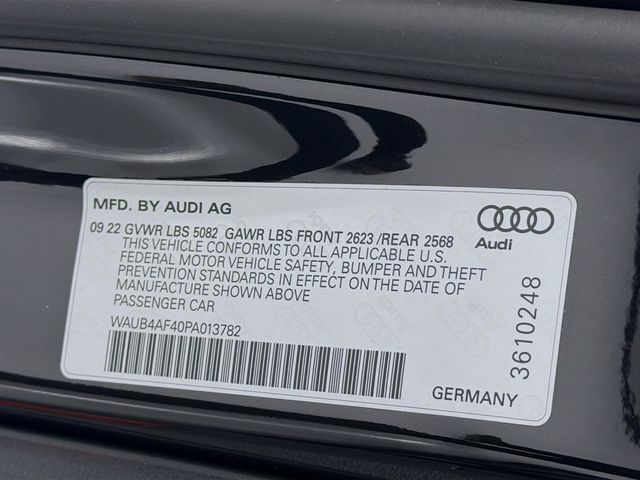 MFD. BY AUDI AG
09 22 GVWR LBS 5082 GAWR LBS FRONT 2623 /REAR 2568
THIS VEHICLE CONFORMS TO ALL APPLICABLE U.S.
FEDERAL MOTOR VEHICLE SAFETY, BUMPER AND THEFT
PREVENTION STANDARDS IN EFFECT ON THE DATE OF
MANUFACTURE SHOWN ABOVE
PASSENGER CAR
WAUB4AF40PA013782
Audi
3610248
GERMANY